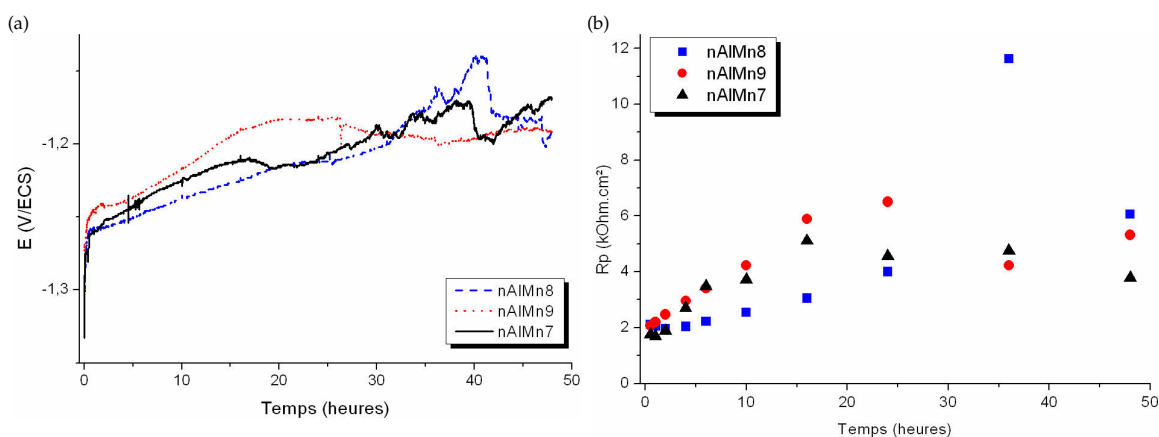 (a)
E (V/ECS)
-1,2
-1,3
0
10
20
30
40
50
Temps (heures)
nAlMn8
nAlMn9
nAlMn7
(b)
Rp (kOhm.cm²)
12
10
8
6
4
2
0
0
10
20
30
40
50
Temps (heures)
nAlMn8
nAlMn9
nAlMn7